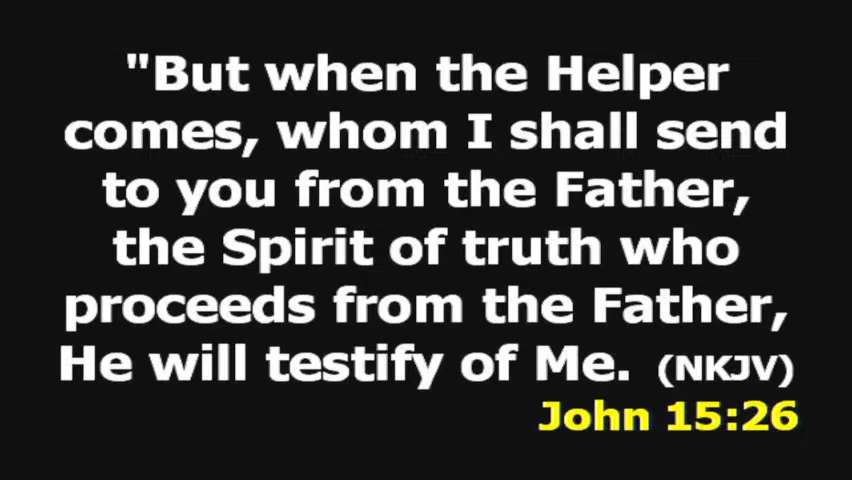 "But when the Helper
comes, whom I shall send
to you from the Father,
the Spirit of truth who
proceeds from the Father,
He will testify of Me. (NKJV)
John 15:26